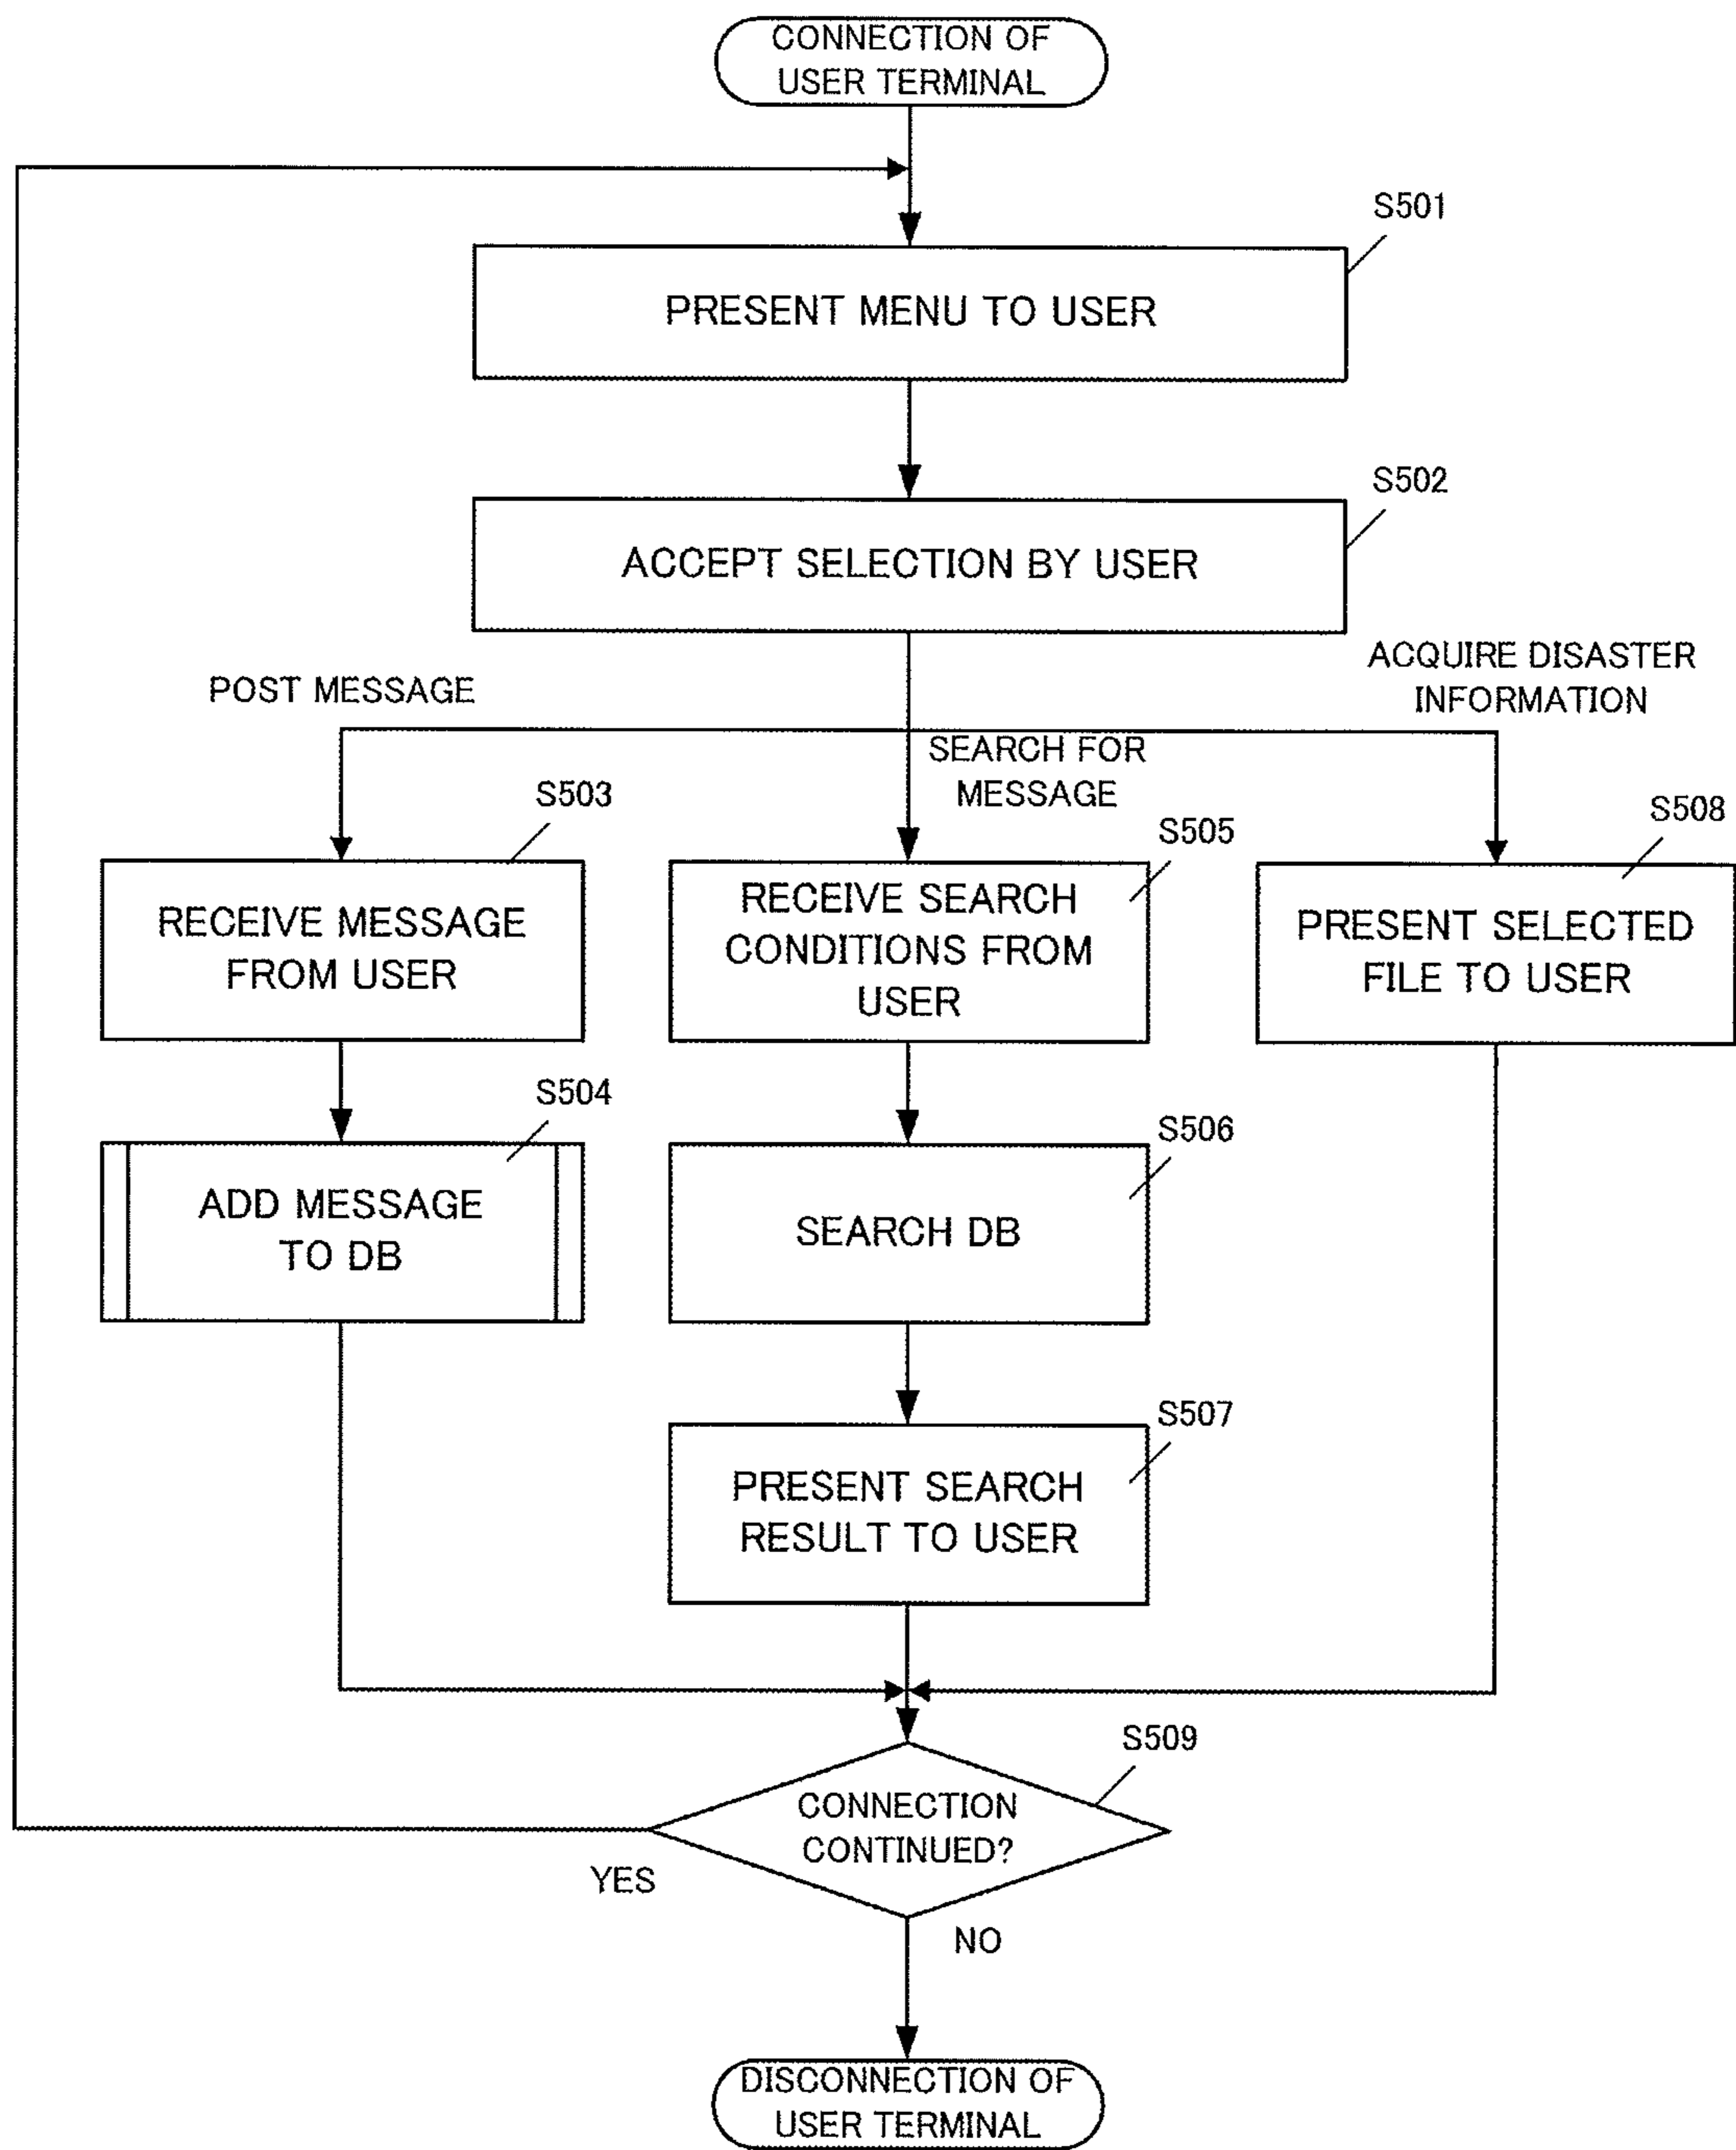 CONNECTION OF
USER TERMINAL
S501
PRESENT MENU TO USER
S502
ACCEPT SELECTION BY USER
POST MESSAGE
SEARCH FOR
MESSAGE
ACQUIRE DISASTER
INFORMATION
S503
RECEIVE MESSAGE
FROM USER
S504
ADD MESSAGE
TO DB
S505
RECEIVE SEARCH
CONDITIONS FROM
USER
S506
SEARCH DB
S507
PRESENT SEARCH
RESULT TO USER
S508
PRESENT SELECTED
FILE TO USER
S509
CONNECTION
CONTINUED?
YES
NO
DISCONNECTION OF
USER TERMINAL